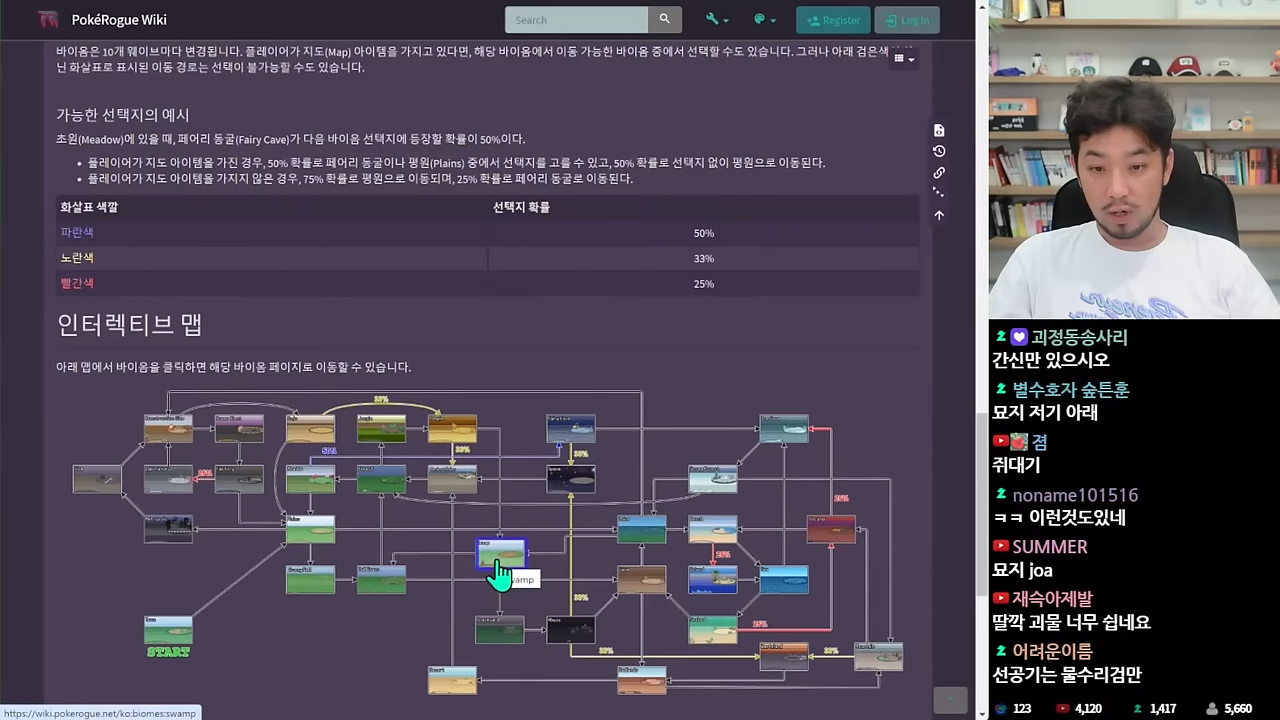 PokéRogue Wiki
Search
Register
Log In
바이옴은 10개 웨이브마다 변경됩니다. 플레이어가 지도(Map) 아이템을 가지고 있다면, 해당 바이옴에서 이동 가능한 바이옴 중에서 선택할 수도 있습니다. 그러나 아래 검은색
닌 화살표로 표시된 이동 경로는 선택이 불가능할 수도 있습니다.
가능한 선택지의 예시
초원(Meadow)에 있을 때, 페어리 동굴(Fairy Cave)가 다음 바이옴 선택지에 등장할 확률이 50%이다.
• 플레이어가 지도 아이템을 가진 경우, 50% 확률로 페어리 동굴이나 평원(Plains) 중에서 선택지를 고를 수 있고, 50% 확률로 선택지 없이 평원으로 이동된다.
• 플레이어가 지도 아이템을 가지지 않은 경우, 75% 확률로 평원으로 이동되며, 25% 확률로 페어리 동굴로 이동된다.
화살표 색깔 선택지 확률
파란색 50%
노란색 33%
빨간색 25%
인터렉티브 맵
아래 맵에서 바이옴을 클릭하면 해당 바이옴 페이지로 이동할 수 있습니다.
33%
50%
33%
33%
25%
25%
25%
33%
25%
33%
33%
START
https://wiki.pokerogue.net/ko:biomes:swamp
괴정동송사리
간신만 있으시오
별수호자 숲튼훈
묘지 저기 아래
졈
쥐대기
noname101516
ㅋㅋ 이런것도있네
SUMMER
묘지 joa
재슥아제발
딸깍 괴물 너무 쉽네요
어려운이름
선공기는 물수리검만
123 4,120 1,417 5,660